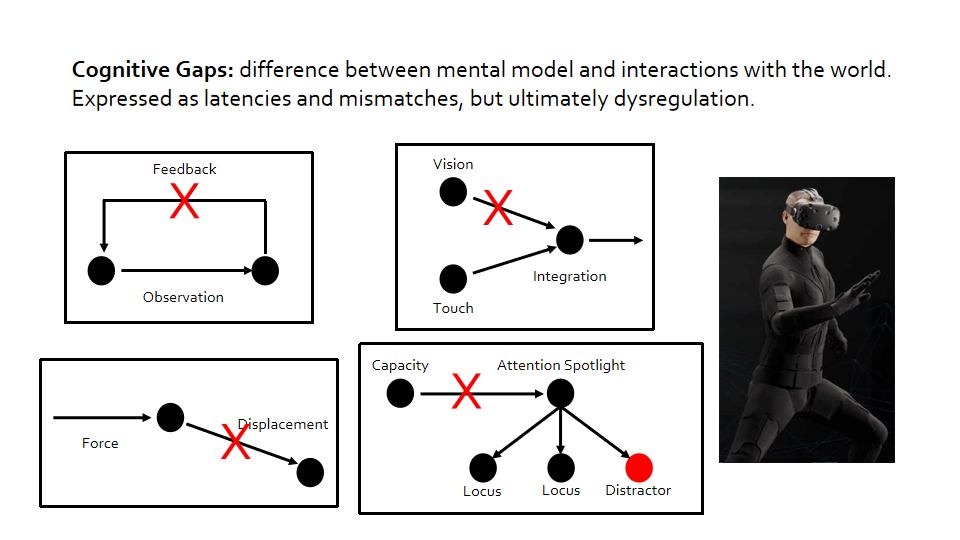 Cognitive Gaps: difference between mental model and interactions with the world.
Expressed as latencies and mismatches, but ultimately dysregulation.
Feedback
X
Observation
Vision
X
Integration
Touch
Force
Displacement
X
Capacity
Attention Spotlight
X
Locus
Locus
Distractor